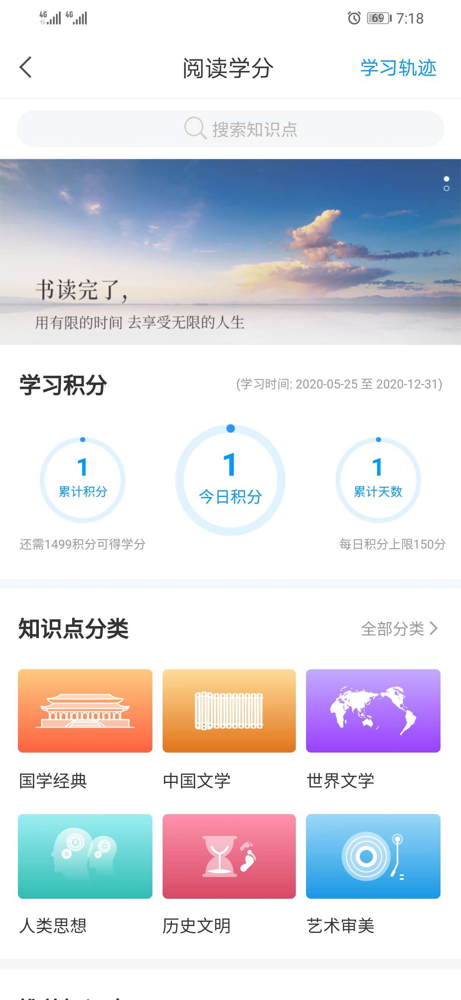 4G 4G 69 7:18
阅读学分 学习轨迹
搜索知识点
书读完了，
用有限的时间 去享受无限的人生
学习积分 (学习时间: 2020-05-25 至 2020-12-31)
1 1 1
累计积分 今日积分 累计天数
还需1499积分可得学分 每日积分上限150分
知识点分类 全部分类
国学经典 中国文学 世界文学
人类思想 历史文明 艺术审美